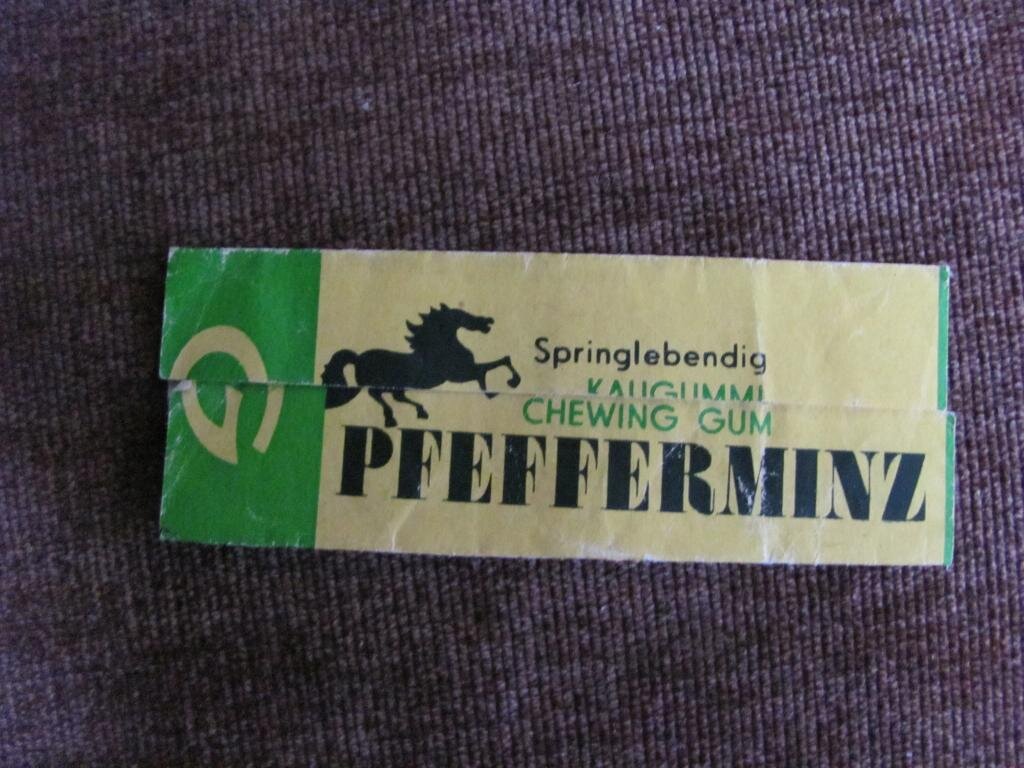 G
Springlebendig
KAUGUMMI
CHEWING GUM
PFEFFERMINZ